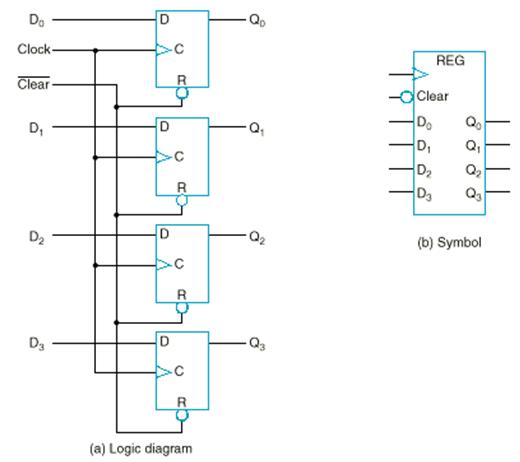 D₀ D Q₀
Clock C
C̅l̅e̅a̅r̅ R
D₁ D Q₁
C
R
D₂ D Q₂
C
R
D₃ D Q₃
C
R
(a) Logic diagram
REG
Clear
D₀ Q₀
D₁ Q₁
D₂ Q₂
D₃ Q₃
(b) Symbol